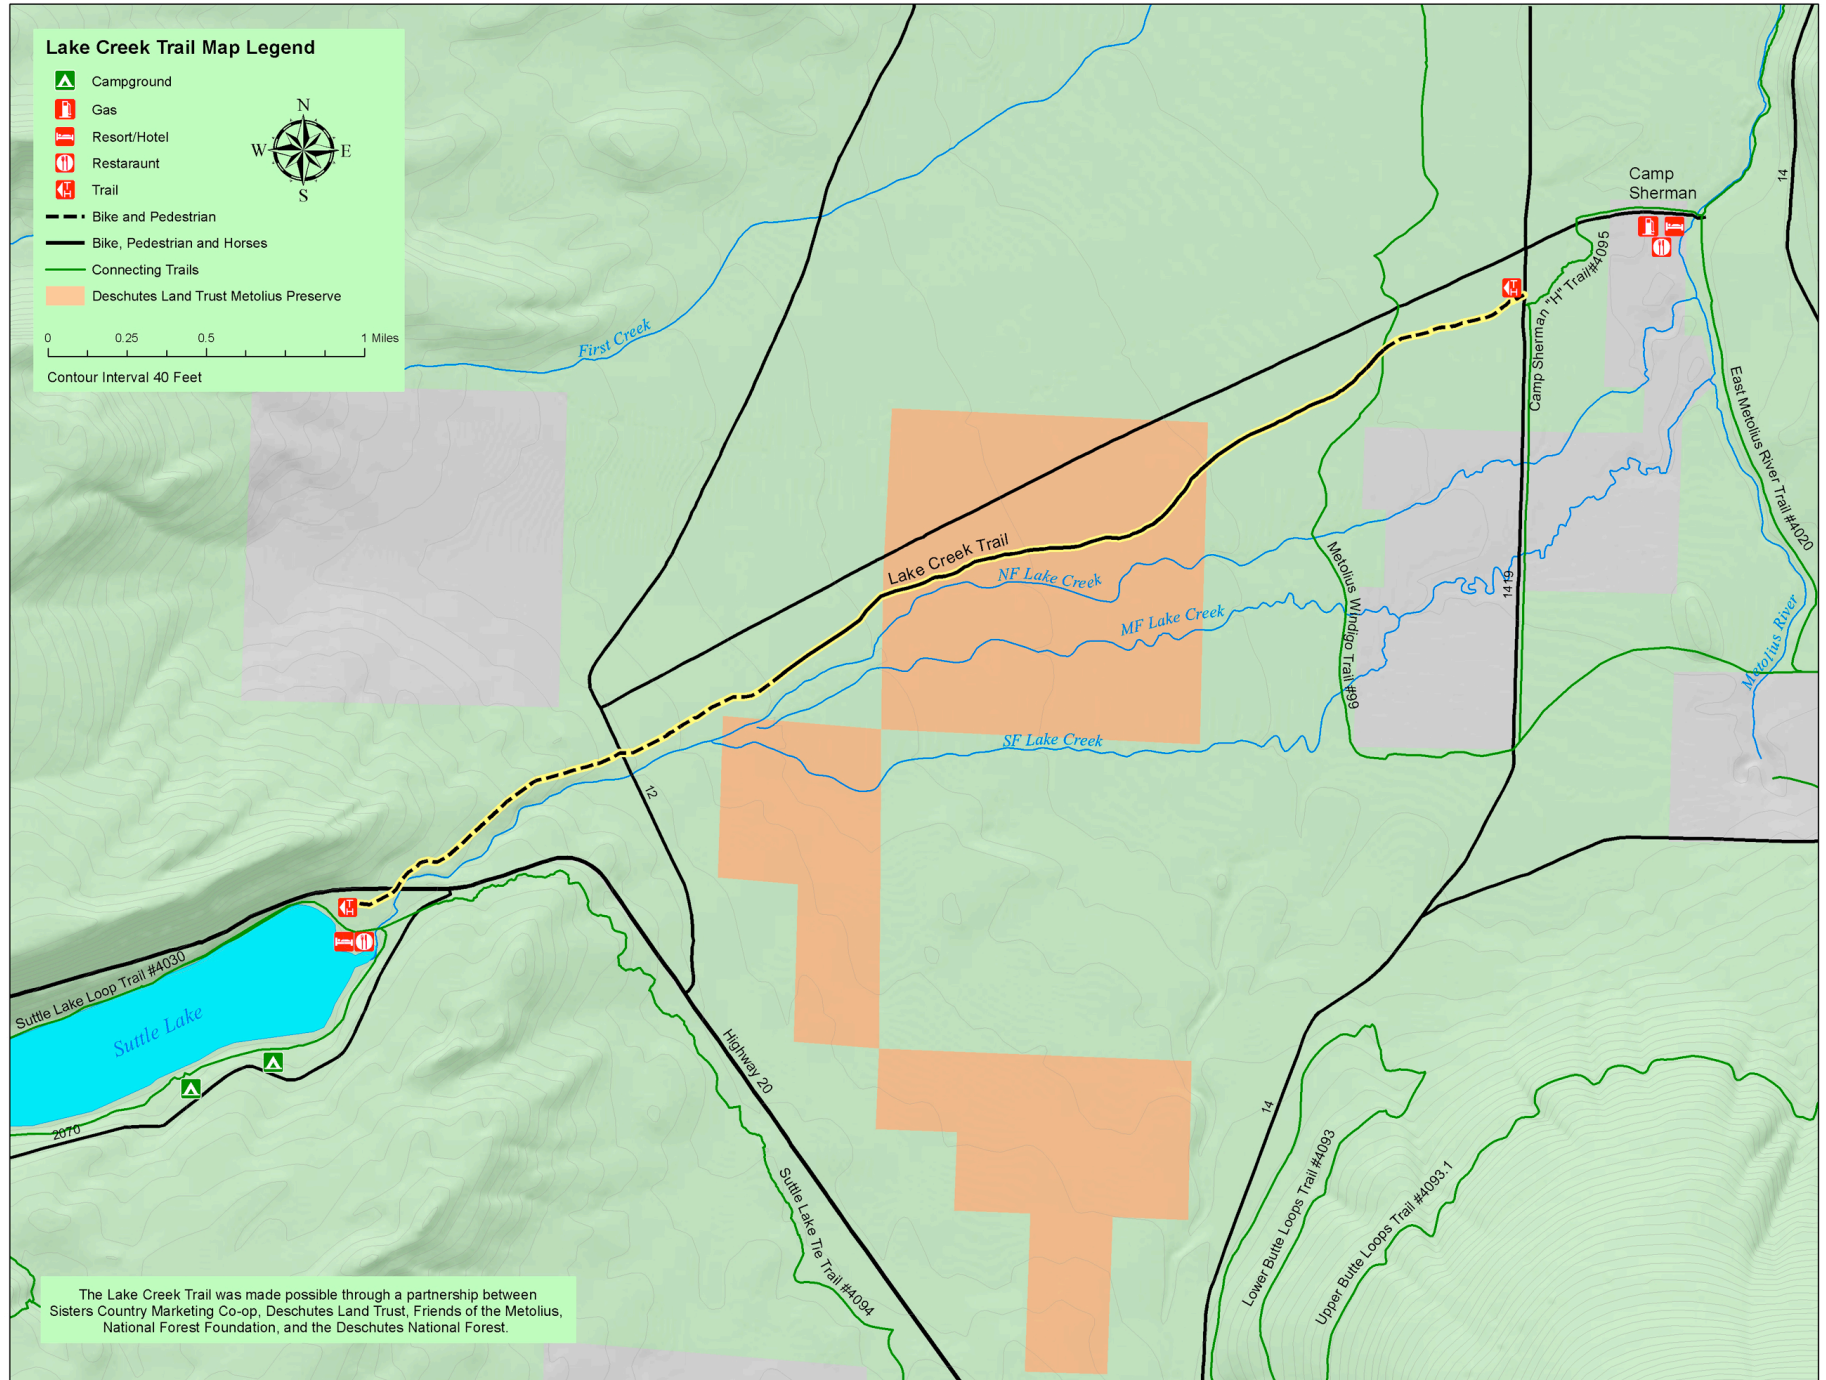 Lake Creek Trail Map Legend
Campground
Gas
Resort/Hotel
Restaraunt
Trail
Bike and Pedestrian
Bike, Pedestrian and Horses
Connecting Trails
Deschutes Land Trust Metolius Preserve
N
W E
S
0 0.25 0.5 1 Miles
Contour Interval 40 Feet
First Creek
Camp
Sherman
14
TH
Camp Sherman "H" Trail #4095
East Metolius River Trail #4020
Lake Creek Trail
NF Lake Creek
MF Lake Creek
SF Lake Creek
Metolius Windigo Trail #99
1419
Metolius River
12
TH
Suttle Lake Loop Trail #4030
Suttle Lake
2070
Highway 20
Suttle Lake Tie Trail #4094
14
Lower Butte Loops Trail #4093
Upper Butte Loops Trail #4093.1
The Lake Creek Trail was made possible through a partnership between
Sisters Country Marketing Co-op, Deschutes Land Trust, Friends of the Metolius,
National Forest Foundation, and the Deschutes National Forest.